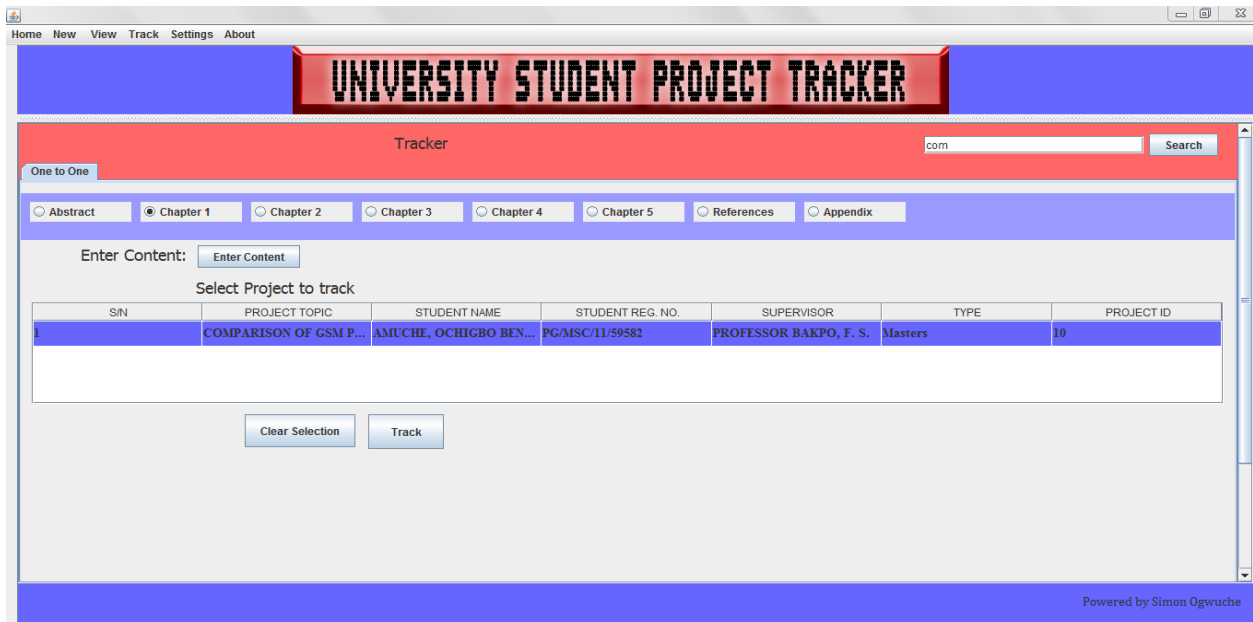 Home New View Track Settings About
UNIVERSITY STUDENT PROJECT TRACKER
Tracker
com
Search
One to One
Abstract Chapter 1 Chapter 2 Chapter 3 Chapter 4 Chapter 5 References Appendix
Enter Content: Enter Content
Select Project to track
S/N PROJECT TOPIC STUDENT NAME STUDENT REG. NO. SUPERVISOR TYPE PROJECT ID
1 COMPARISON OF GSM P... AMUCHE, OCHIGBO BEN... PG/MSC/11/59582 PROFESSOR BAKPO, F. S. Masters 10
Clear Selection Track
Powered by Simon Ogwuche